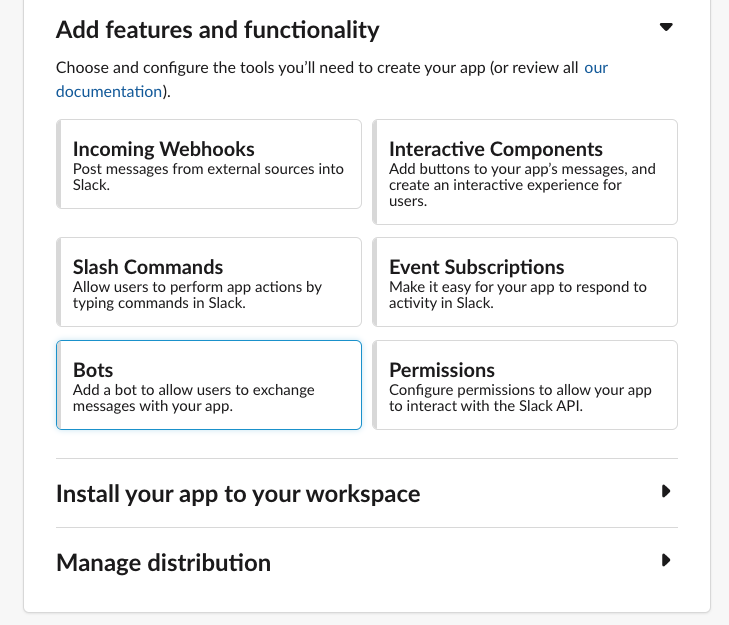 Add features and functionality
Choose and configure the tools you’ll need to create your app (or review all our
documentation).
Incoming Webhooks
Post messages from external sources into
Slack.
Interactive Components
Add buttons to your app’s messages, and
create an interactive experience for
users.
Slash Commands
Allow users to perform app actions by
typing commands in Slack.
Event Subscriptions
Make it easy for your app to respond to
activity in Slack.
Bots
Add a bot to allow users to exchange
messages with your app.
Permissions
Configure permissions to allow your app
to interact with the Slack API.
Install your app to your workspace
Manage distribution